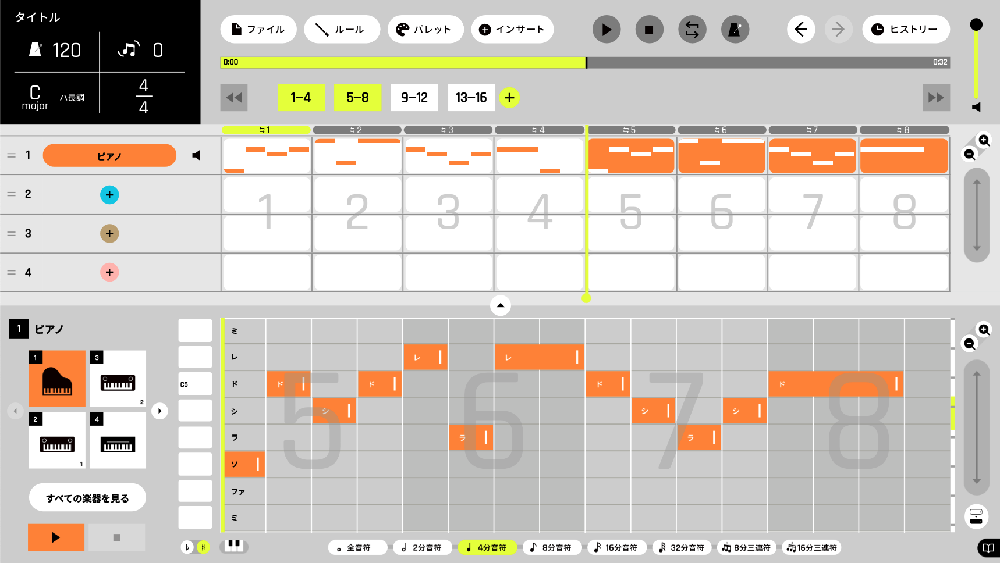 タイトル
120
0
C
major
ハ長調
4
4
ファイル
ルール
パレット
インサート
ヒストリー
0:00
0:32
1–4
5–8
9–12
13–16
1
2
3
4
5
6
7
8
1
ピアノ
2
3
4
1
2
3
4
5
6
7
8
1
ピアノ
1
3
2
2
1
4
すべての楽器を見る
C5
ミ
レ
ド
シ
ラ
ソ
ファ
ミ
レ
レ
ド
ド
ド
ド
シ
シ
シ
ラ
ラ
5
6
7
8
♭
♯
全音符
2分音符
4分音符
8分音符
16分音符
32分音符
8分三連符
16分三連符